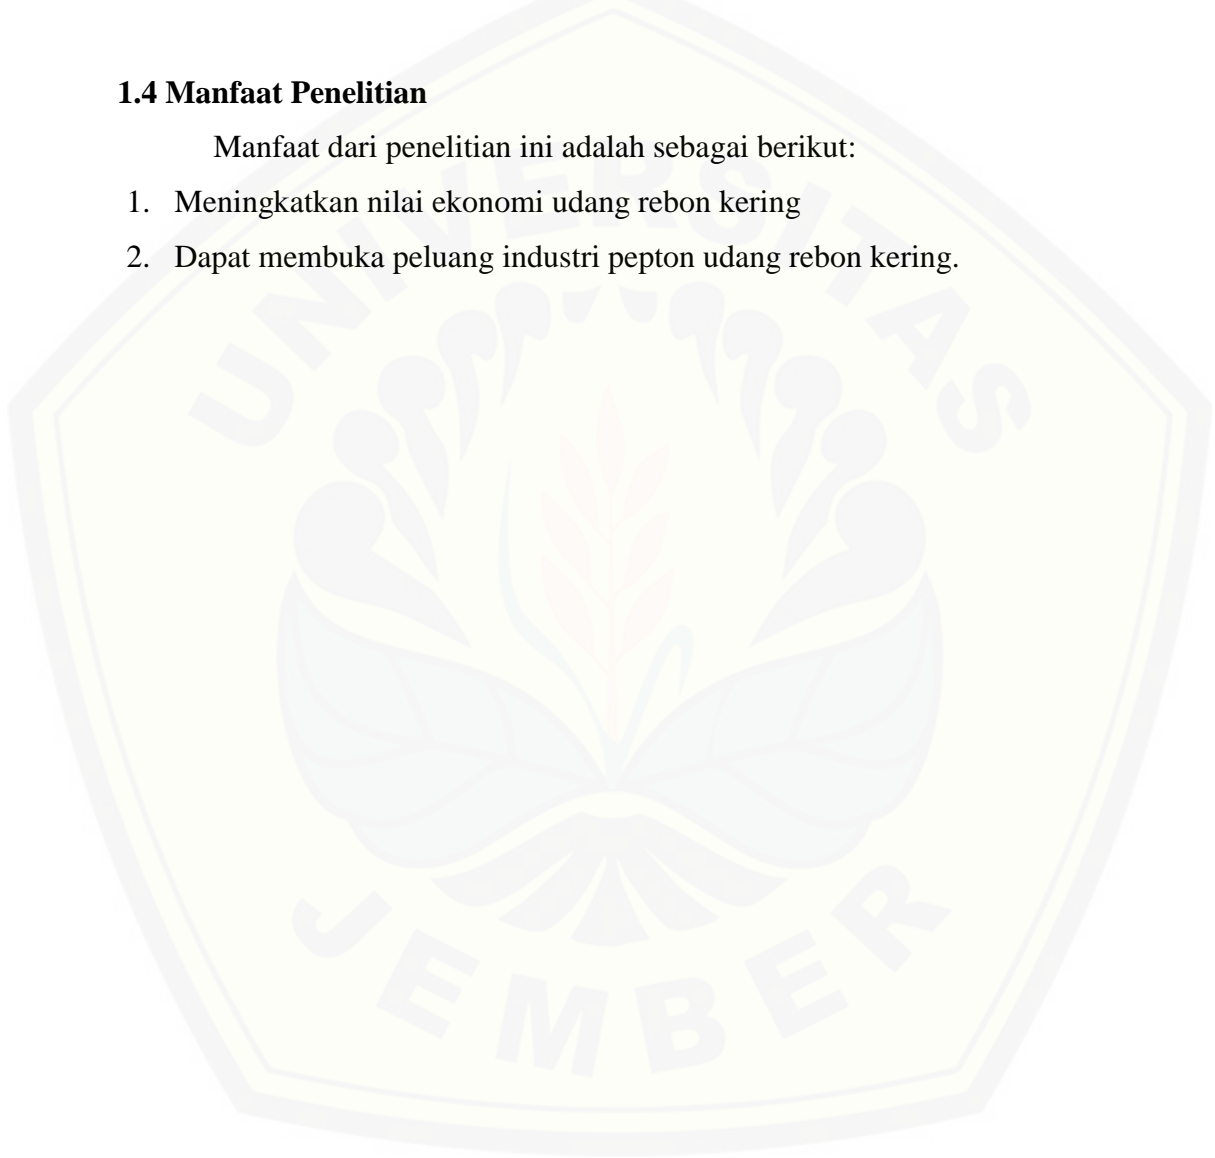 1.4 Manfaat Penelitian
Manfaat dari penelitian ini adalah sebagai berikut:
1. Meningkatkan nilai ekonomi udang rebon kering
2. Dapat membuka peluang industri pepton udang rebon kering.
UNIVERSITAS
JEMBER